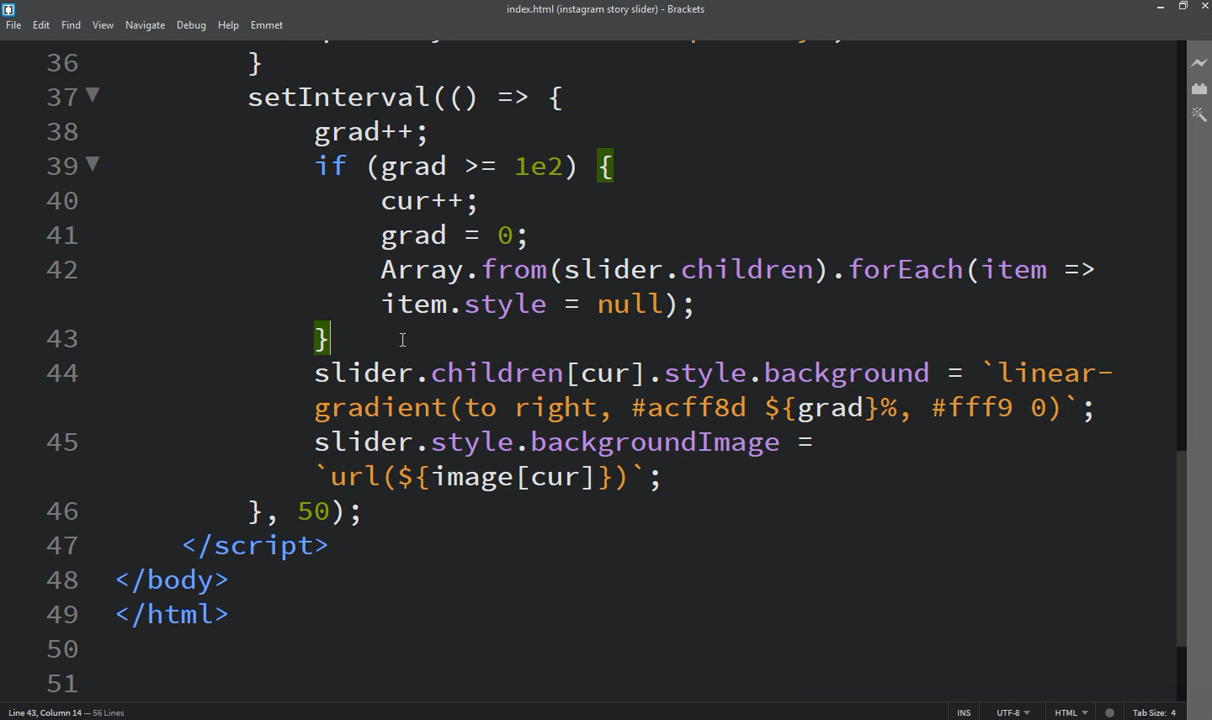 index.html (instagram story slider) - Brackets
File Edit Find View Navigate Debug Help Emmet
36 }
37 setInterval(() => {
38 grad++;
39 if (grad >= 1e2) {
40 cur++;
41 grad = 0;
42 Array.from(slider.children).forEach(item =>
item.style = null);
43 }
44 slider.children[cur].style.background = `linear-
gradient(to right, #acff8d ${grad}%, #fff9 0)`;
45 slider.style.backgroundImage =
`url(${image[cur]})`;
46 }, 50);
47 </script>
48 </body>
49 </html>
50
51
Line 43, Column 14 — 56 Lines INS UTF-8 HTML Tab Size: 4